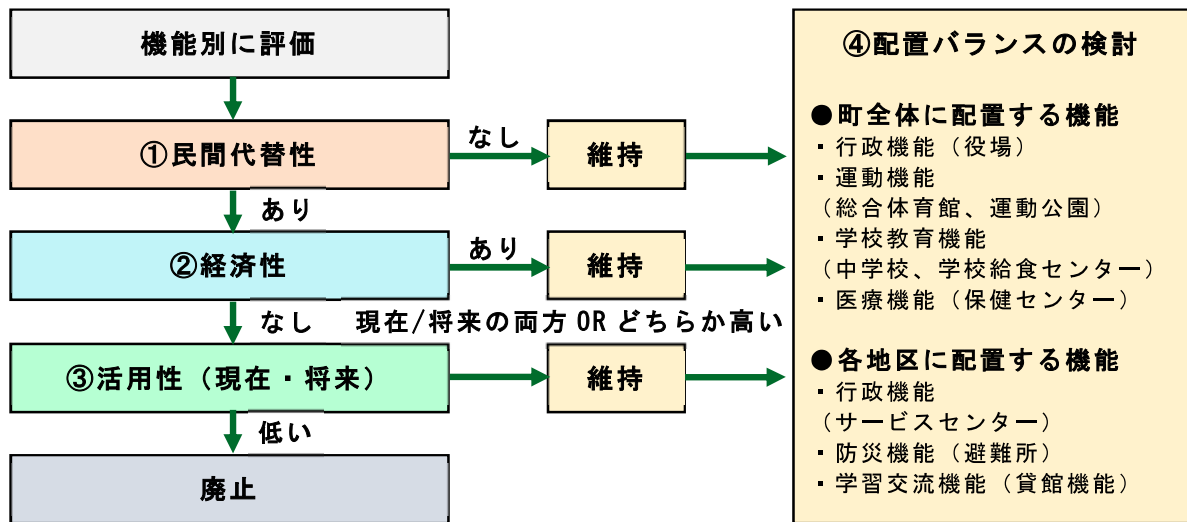 機能別に評価
①民間代替性
なし
維持
あり
②経済性
あり
維持
なし
現在/将来の両方 OR どちらか高い
③活用性（現在・将来）
維持
低い
廃止
④配置バランスの検討
●町全体に配置する機能
・行政機能（役場）
・運動機能
（総合体育館、運動公園）
・学校教育機能
（中学校、学校給食センター）
・医療機能（保健センター）
●各地区に配置する機能
・行政機能
（サービスセンター）
・防災機能（避難所）
・学習交流機能（貸館機能）